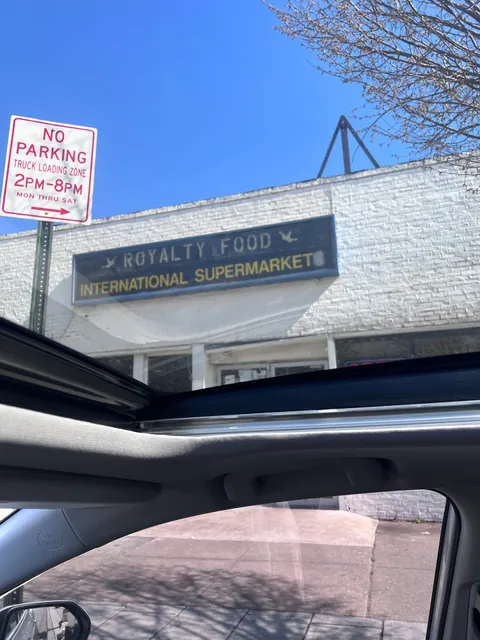 NO
PARKING
TRUCK LOADING ZONE
2PM-8PM
MON THRU SAT
ROYALTY FOOD
INTERNATIONAL SUPERMARKET